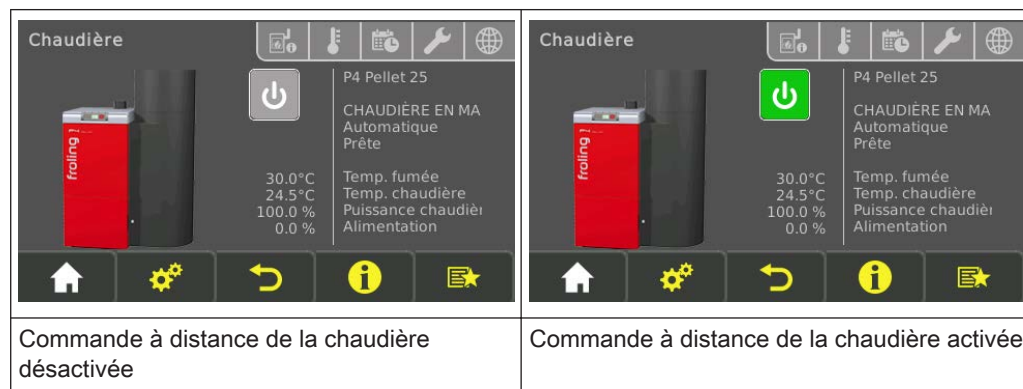 Chaudière
P4 Pellet 25
CHAUDIÈRE EN MA
Automatique
Prête
froling
30.0°C Temp. fumée
24.5°C Temp. chaudière
100.0 % Puissance chaudièr
0.0 % Alimentation
Commande à distance de la chaudière
désactivée
Chaudière
P4 Pellet 25
CHAUDIÈRE EN MA
Automatique
Prête
froling
30.0°C Temp. fumée
24.5°C Temp. chaudière
100.0 % Puissance chaudièr
0.0 % Alimentation
Commande à distance de la chaudière activée